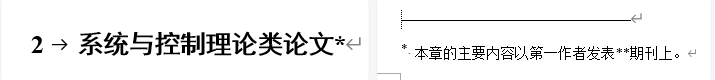 2→ 系统与控制理论类论文*↵
↵
*·本章的主要内容以第一作者发表**期刊上。↵